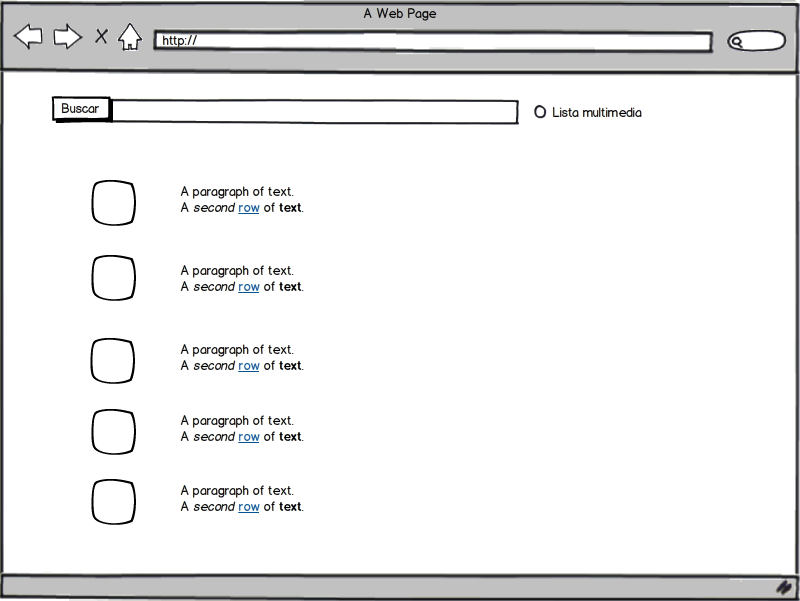 A Web Page
http://
Buscar
Lista multimedia
A paragraph of text.
A second row of text.
A paragraph of text.
A second row of text.
A paragraph of text.
A second row of text.
A paragraph of text.
A second row of text.
A paragraph of text.
A second row of text.